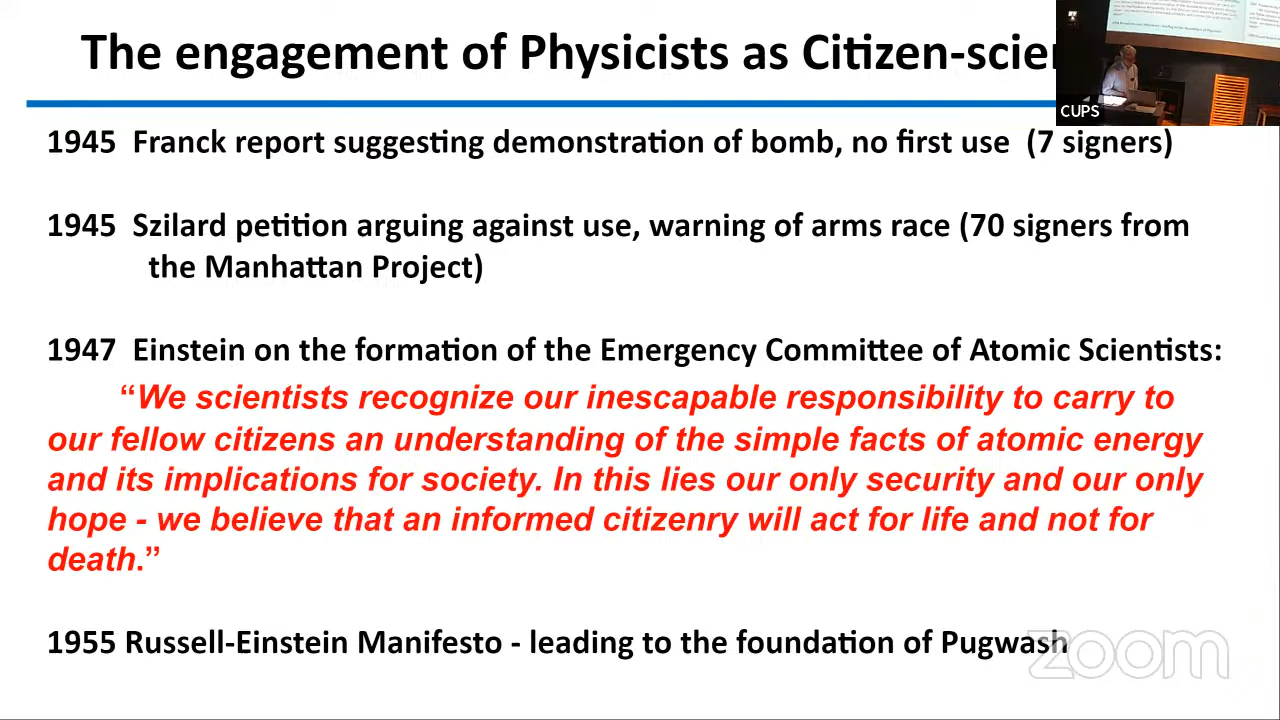 The engagement of Physicists as Citizen-scien
CUPS
1945 Franck report suggesting demonstration of bomb, no first use (7 signers)
1945 Szilard petition arguing against use, warning of arms race (70 signers from
the Manhattan Project)
1947 Einstein on the formation of the Emergency Committee of Atomic Scientists:
“We scientists recognize our inescapable responsibility to carry to
our fellow citizens an understanding of the simple facts of atomic energy
and its implications for society. In this lies our only security and our only
hope - we believe that an informed citizenry will act for life and not for
death.”
1955 Russell-Einstein Manifesto - leading to the foundation of Pugwash
zoom